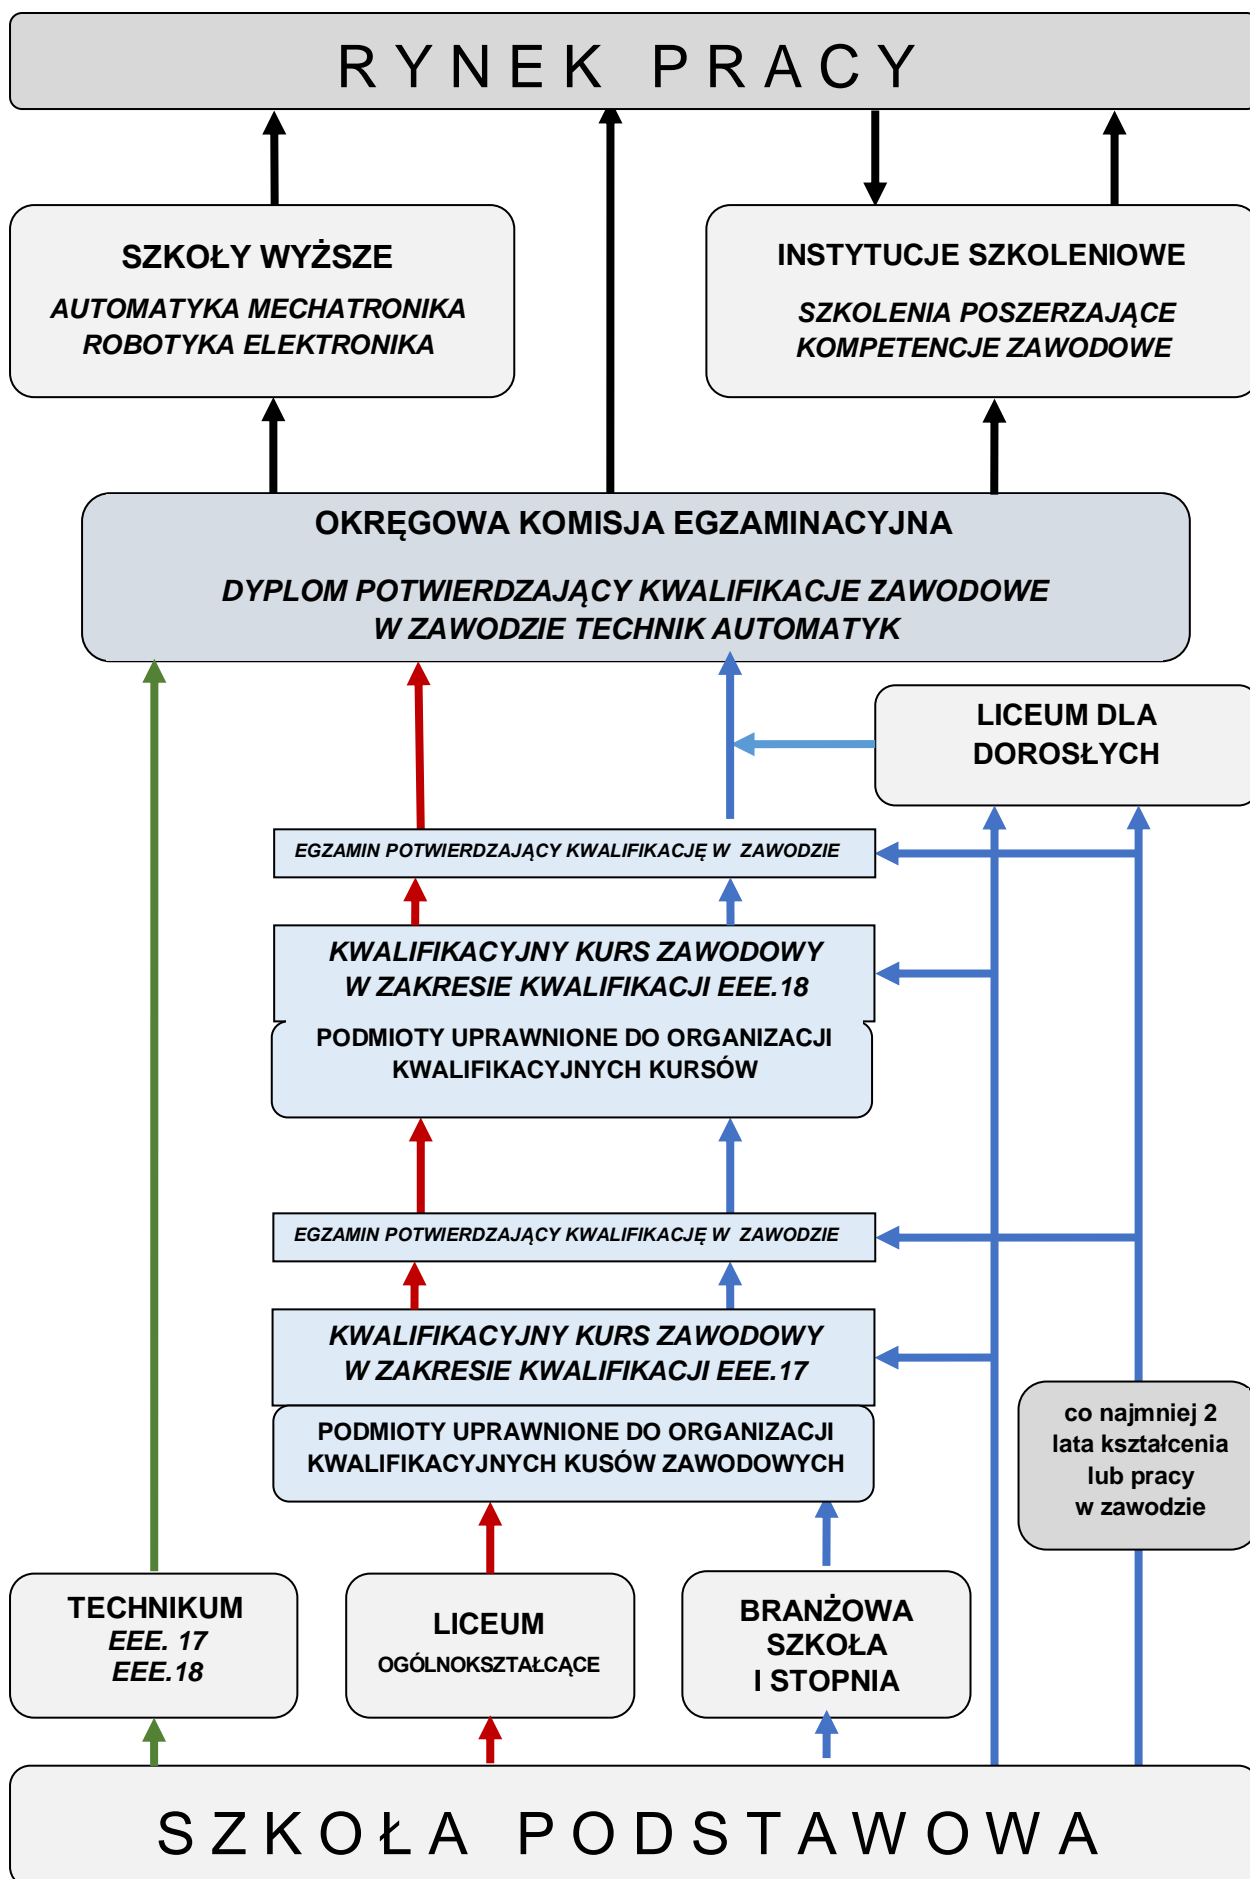 RYNEK PRACY
SZKOŁY WYŻSZE
AUTOMATYKA MECHATRONIKA
ROBOTYKA ELEKTRONIKA
INSTYTUCJE SZKOLENIOWE
SZKOLENIA POSZERZAJĄCE
KOMPETENCJE ZAWODOWE
OKRĘGOWA KOMISJA EGZAMINACYJNA
DYPLOM POTWIERDZAJĄCY KWALIFIKACJE ZAWODOWE
W ZAWODZIE TECHNIK AUTOMATYK
LICEUM DLA
DOROSŁYCH
EGZAMIN POTWIERDZAJĄCY KWALIFIKACJĘ W ZAWODZIE
KWALIFIKACYJNY KURS ZAWODOWY
W ZAKRESIE KWALIFIKACJI EEE.18
PODMIOTY UPRAWNIONE DO ORGANIZACJI
KWALIFIKACYJNYCH KURSÓW
EGZAMIN POTWIERDZAJĄCY KWALIFIKACJĘ W ZAWODZIE
KWALIFIKACYJNY KURS ZAWODOWY
W ZAKRESIE KWALIFIKACJI EEE.17
PODMIOTY UPRAWNIONE DO ORGANIZACJI
KWALIFIKACYJNYCH KUSÓW ZAWODOWYCH
co najmniej 2
lata kształcenia
lub pracy
w zawodzie
TECHNIKUM
EEE. 17
EEE.18
LICEUM
OGÓLNOKSZTAŁCĄCE
BRANŻOWA
SZKOŁA
I STOPNIA
SZKOŁA PODSTAWOWA